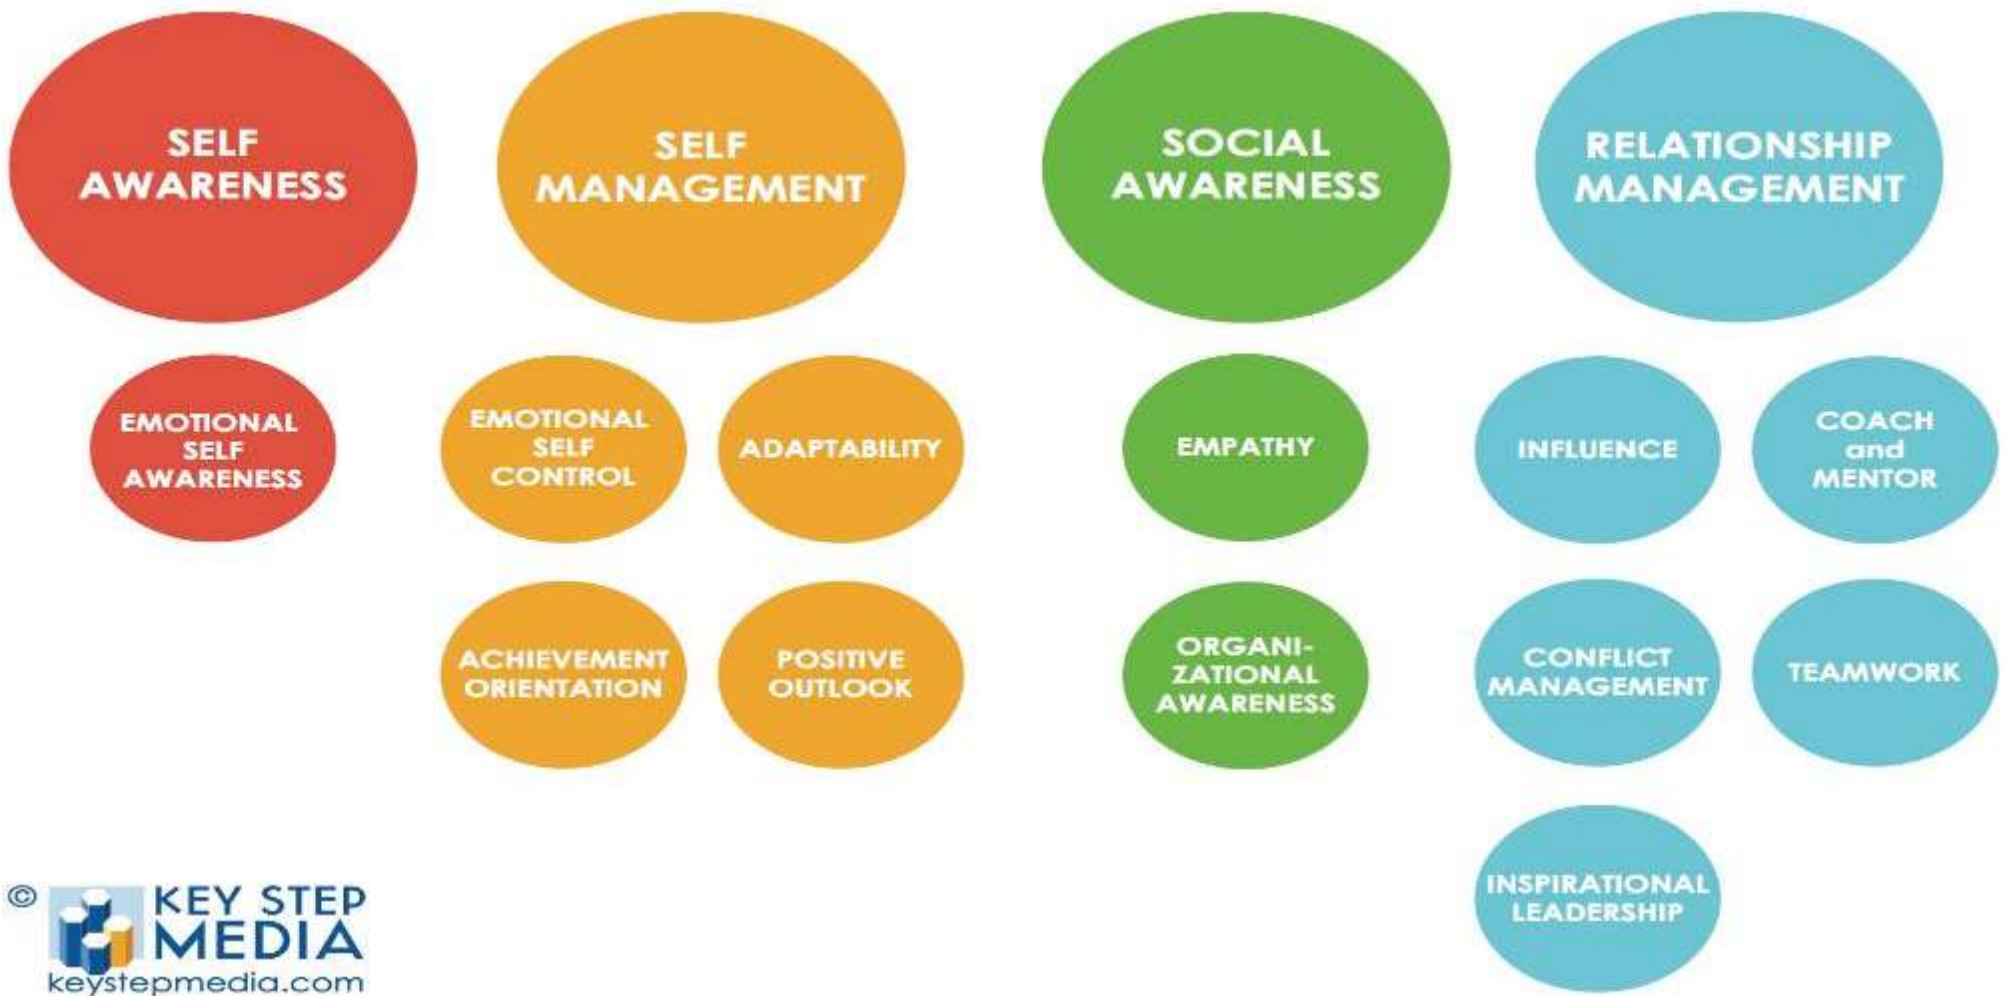 SELF
AWARENESS
SELF
MANAGEMENT
SOCIAL
AWARENESS
RELATIONSHIP
MANAGEMENT
EMOTIONAL
SELF
AWARENESS
EMOTIONAL
SELF
CONTROL
ADAPTABILITY
EMPATHY
INFLUENCE
COACH
and
MENTOR
ACHIEVEMENT
ORIENTATION
POSITIVE
OUTLOOK
ORGANI-
ZATIONAL
AWARENESS
CONFLICT
MANAGEMENT
TEAMWORK
INSPIRATIONAL
LEADERSHIP
© KEY STEP
MEDIA
keystepmedia.com